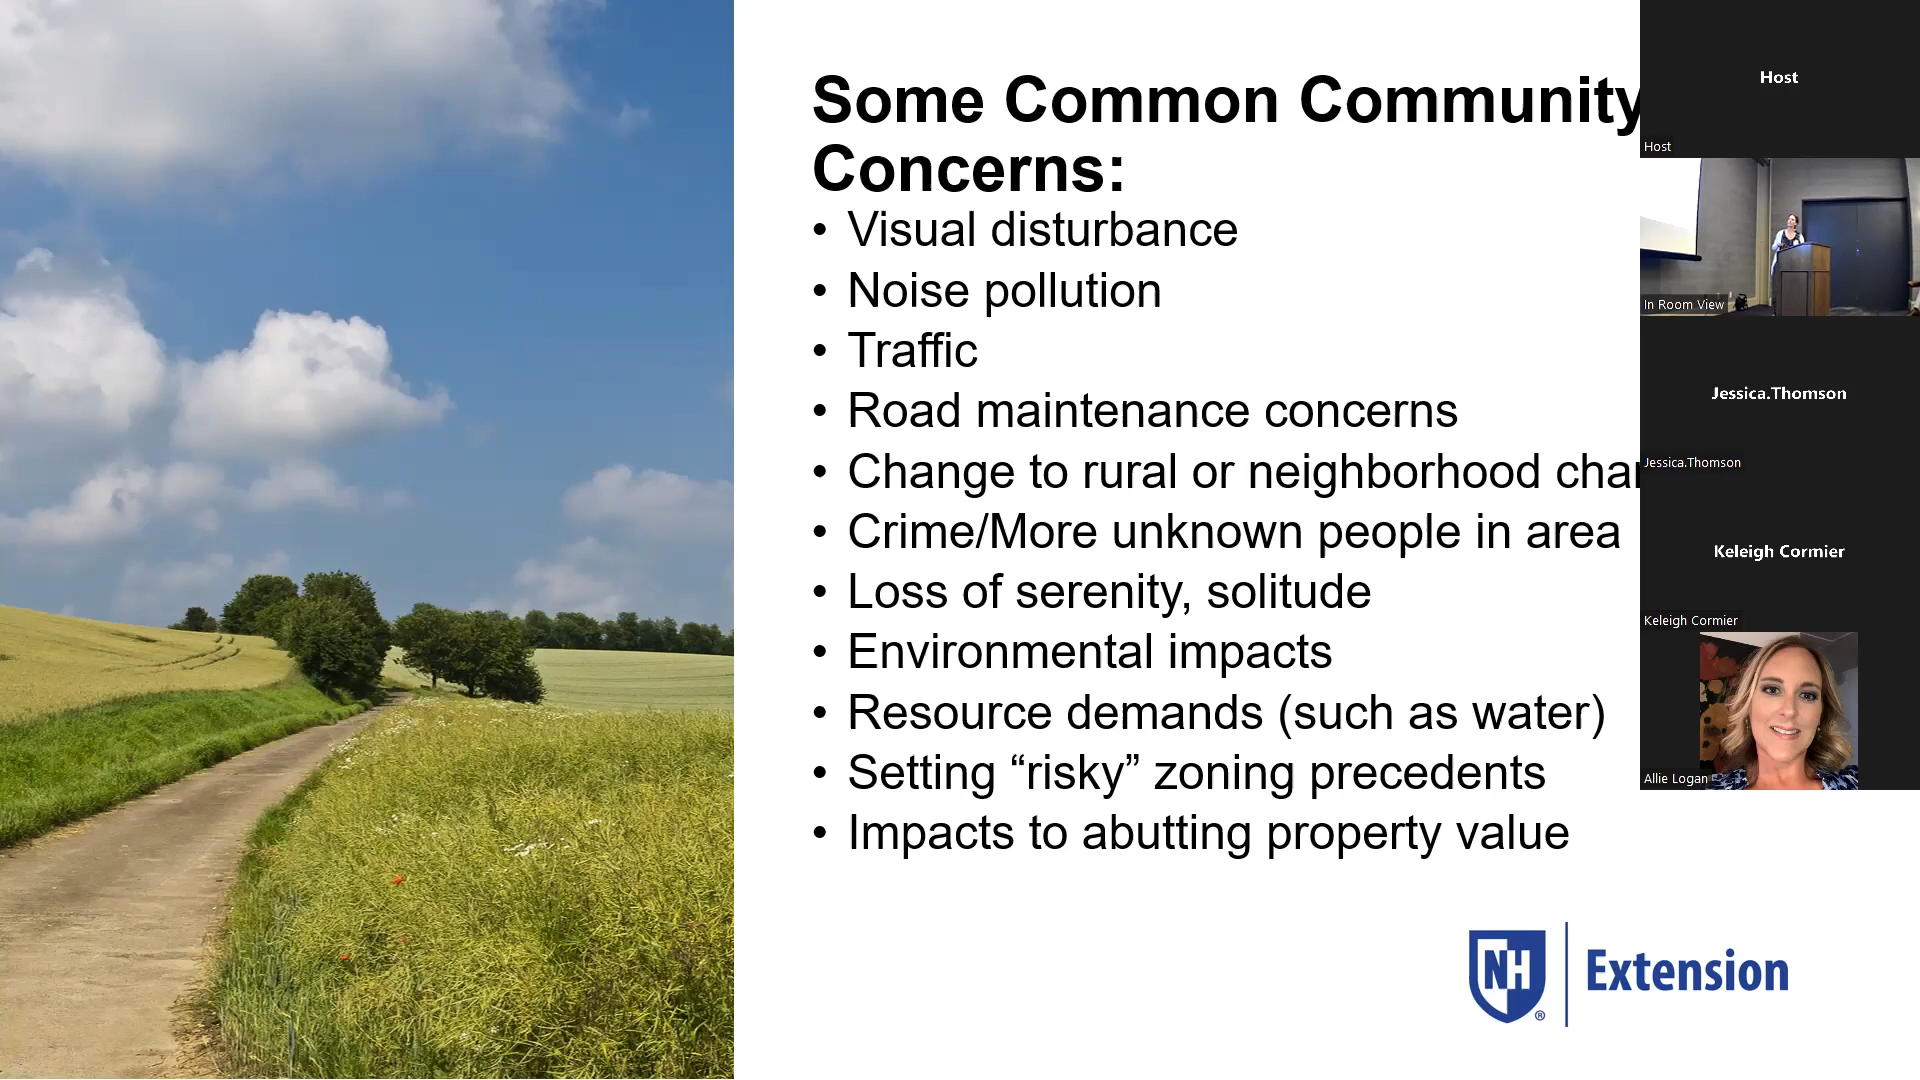 Some Common Community
Concerns:
• Visual disturbance
• Noise pollution
• Traffic
• Road maintenance concerns
• Change to rural or neighborhood
• Crime/More unknown people in area
• Loss of serenity, solitude
• Environmental impacts
• Resource demands (such as water)
• Setting “risky” zoning precedents
• Impacts to abutting property value
NH
®
Extension
Host
Host
In Room View
Jessica.Thomson
Jessica.Thomson
Keleigh Cormier
Keleigh Cormier
Allie Logan